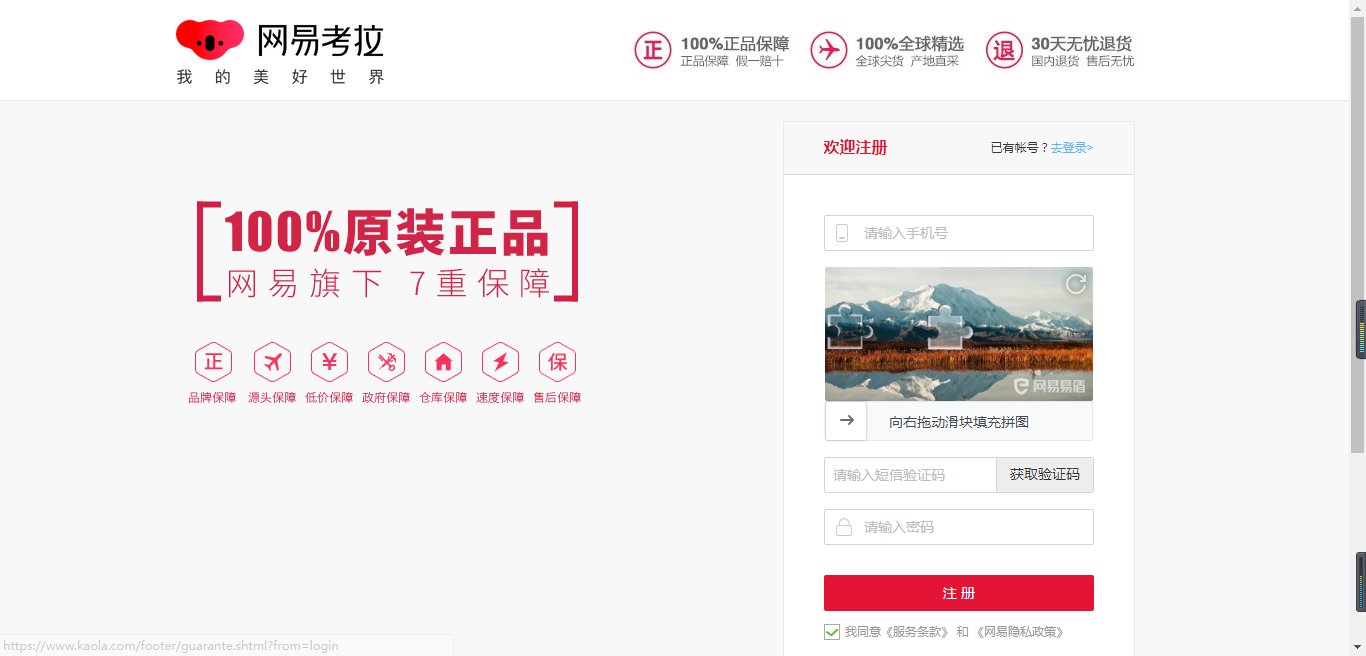 网易考拉
我的美好世界
正 100%正品保障
正品保障 假一赔十
100%全球精选
全球尖货 产地直采
退 30天无忧退货
国内退货 售后无忧
100%原装正品
网易旗下 7重保障
正 ¥ 保
品牌保障 源头保障 低价保障 政府保障 仓库保障 速度保障 售后保障
欢迎注册 已有帐号？去登录>
请输入手机号
网易易盾
向右拖动滑块填充拼图
请输入短信验证码 获取验证码
请输入密码
注 册
我同意《服务条款》 和 《网易隐私政策》
https://www.kaola.com/footer/guarante.shtml?from=login